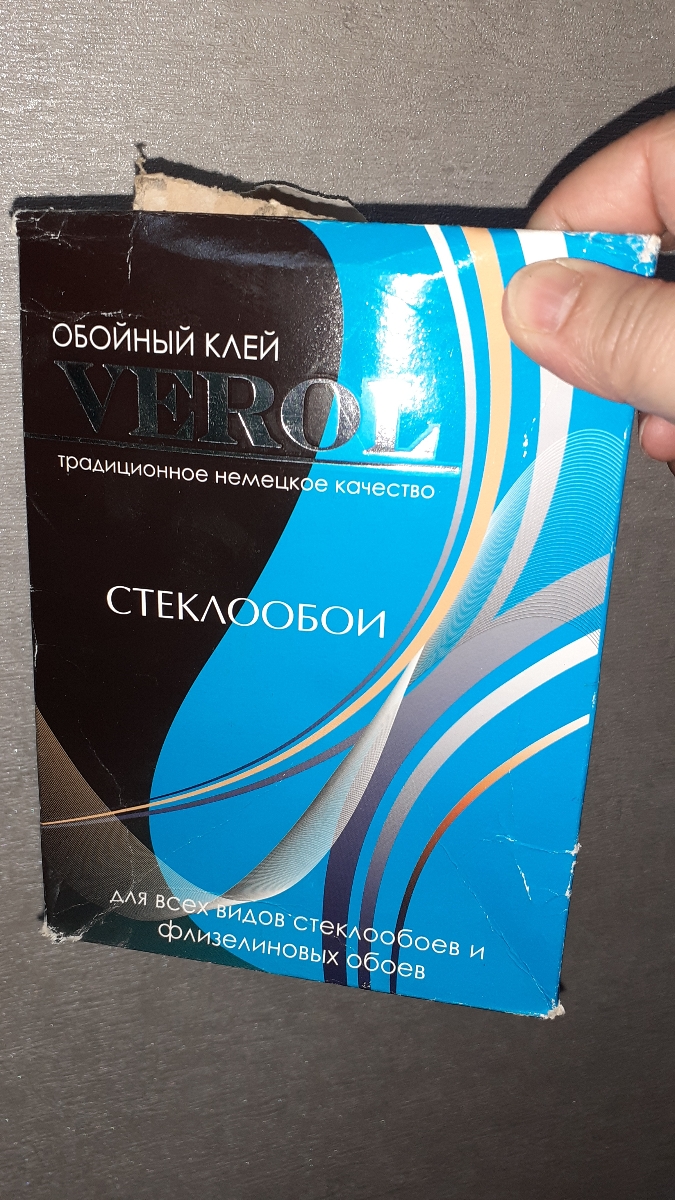 ОБОЙНЫЙ КЛЕЙ
VEROL
традиционное немецкое качество
СТЕКЛООБОИ
для всех видов стеклообоев и
флизелиновых обоев